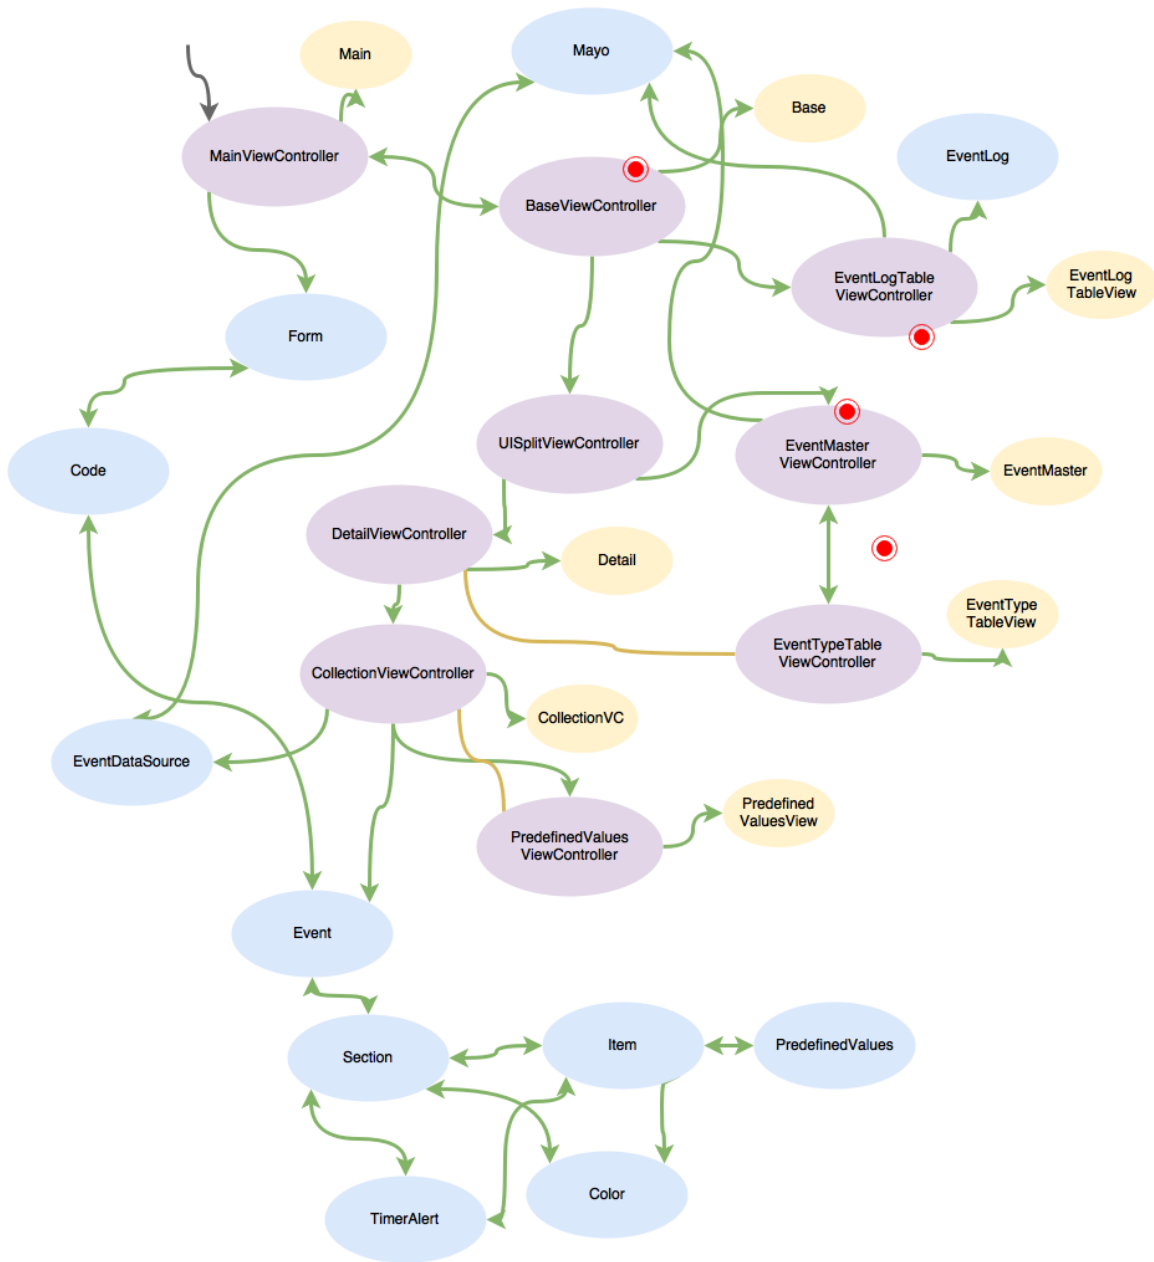 Main
Mayo
Base
MainViewController
EventLog
BaseViewController
EventLogTable
ViewController
EventLog
TableView
Form
UISplitViewController
EventMaster
ViewController
EventMaster
Code
DetailViewController
Detail
EventType
TableView
EventTypeTable
ViewController
CollectionViewController
CollectionVC
EventDataSource
Predefined
ValuesView
PredefinedValues
ViewController
Event
Section
Item
PredefinedValues
Color
TimerAlert